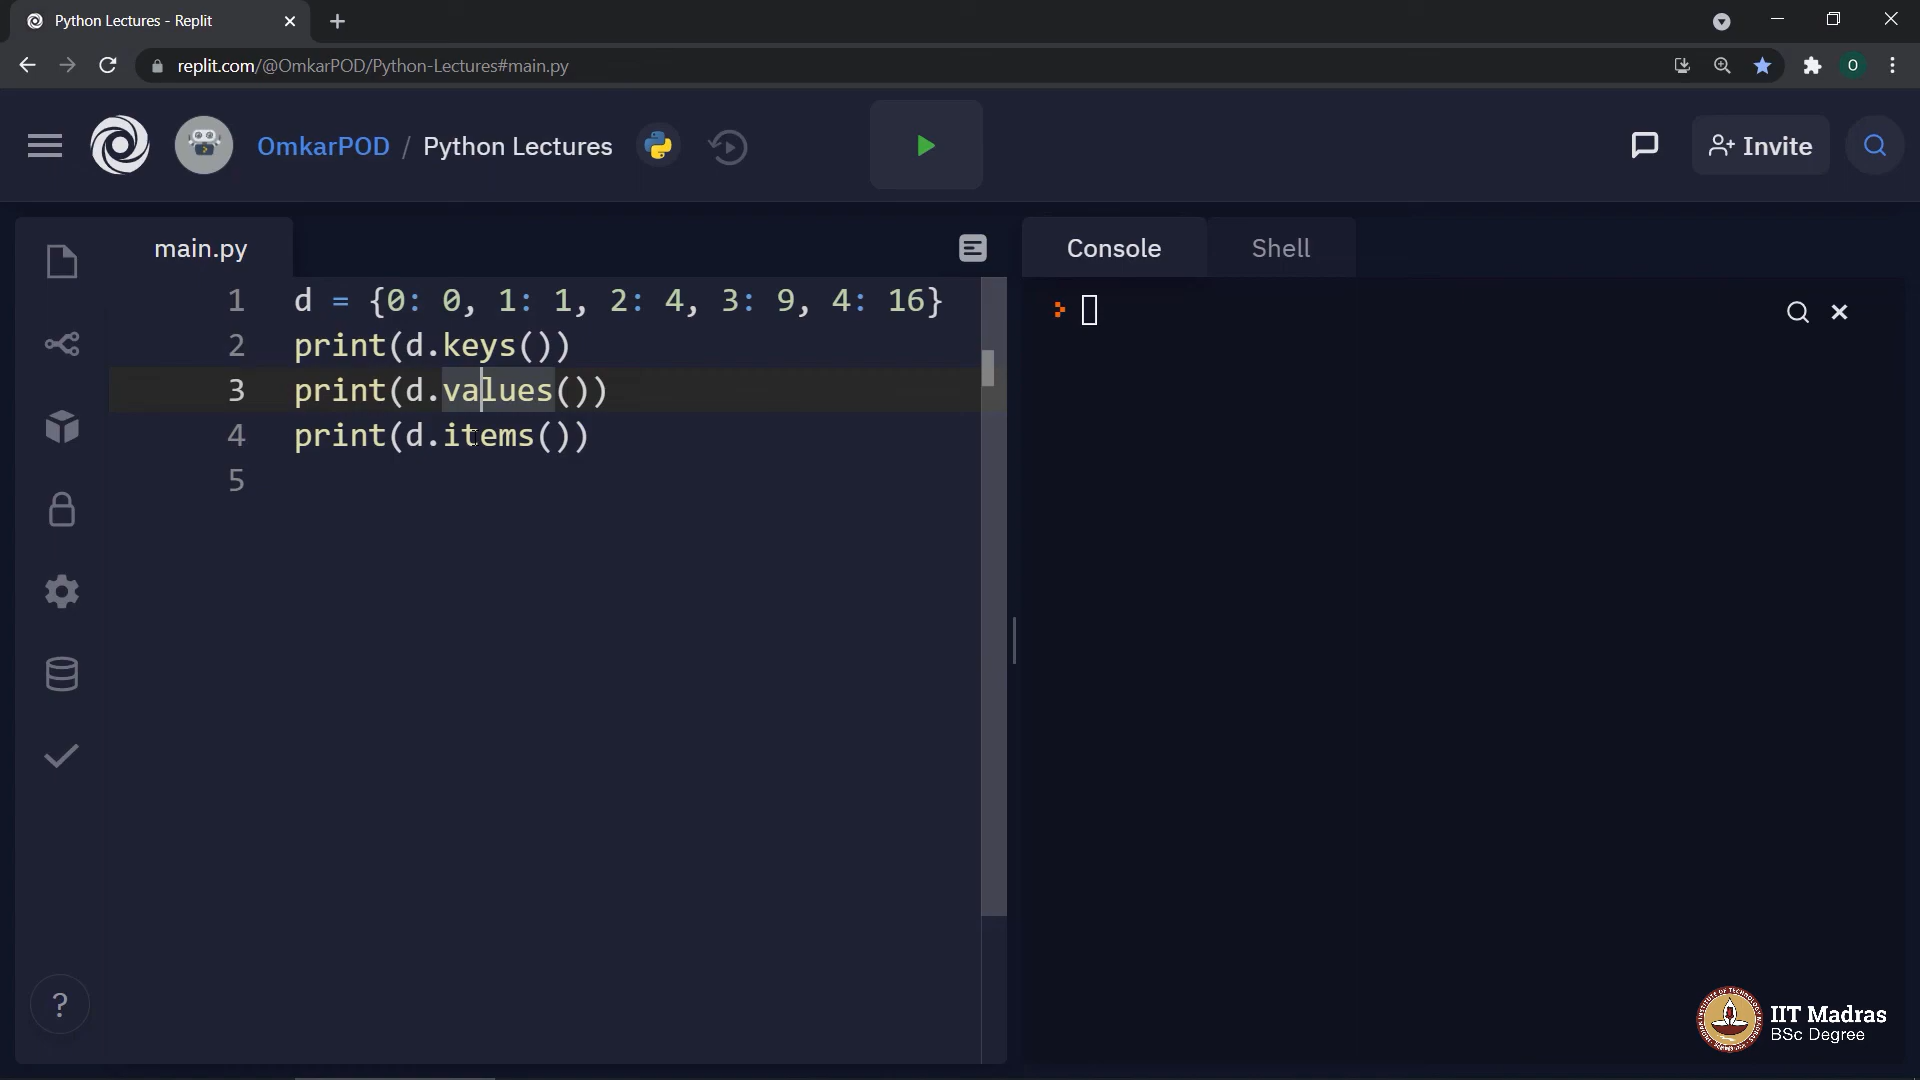 Python Lectures - Replit
replit.com/@OmkarPOD/Python-Lectures#main.py
O
OmkarPOD / Python Lectures
Invite
main.py
Console
Shell
1 d = {0: 0, 1: 1, 2: 4, 3: 9, 4: 16}
2 print(d.keys())
3 print(d.values())
4 print(d.items())
5
?
IIT Madras
BSc Degree